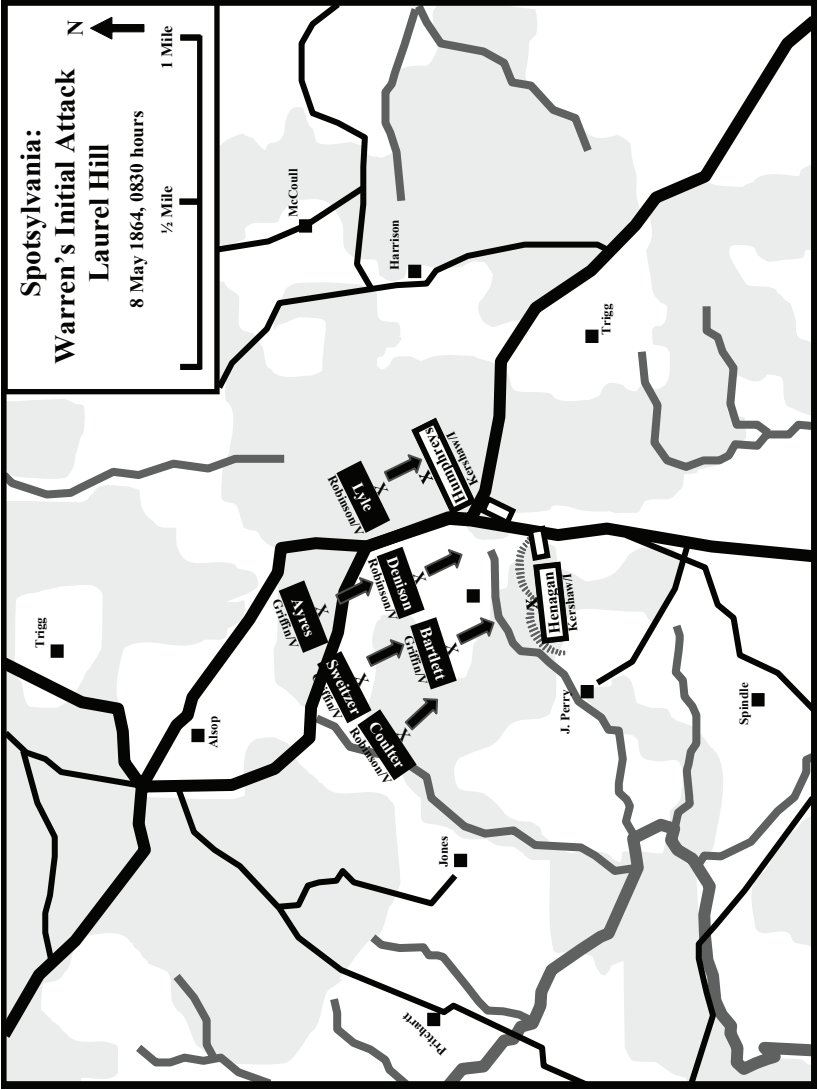 Spotsylvania:
Warren's Initial Attack
Laurel Hill
8 May 1864, 0830 hours
N
½ Mile
1 Mile
McCoull
Harrison
Trigg
Trigg
Alsop
Robinson/V
Lyle
X
X
Humphreys
Kershaw/I
Griffin/V
Ayres
X
Robinson/V
Denison
X
Griffin/V
Sweitzer
X
Griffin/V
Bartlett
X
Robinson/V
Coulter
X
X
Henagan
Kershaw/I
J. Perry
Spindle
Jones
Pritchartt